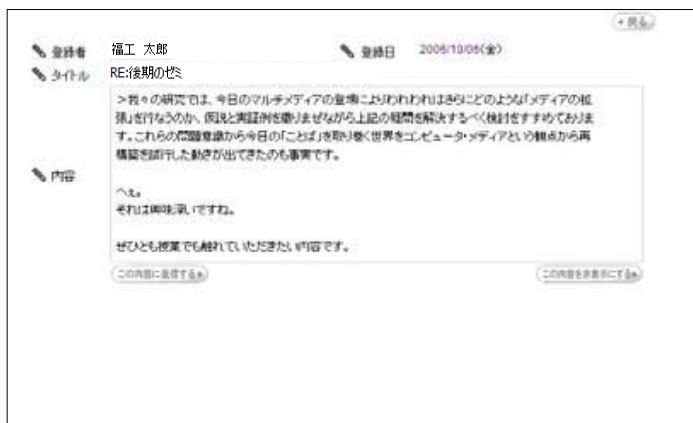 戻る
登録者 福工 太郎 登録日 2006/10/06(金)
タイトル RE:後期のゼミ
>我々の研究では、今日のマルチメディアの登場によりわれわれはさらにどのような「メディアの拡
張」を行なうのか、仮説と実証例を織りまぜながら上記の疑問を解決するべく検討をすすめておりま
す。これらの問題意識から今日の「ことば」を取り巻く世界をコンピュータ・メディアという観点から再
構築を試行した動きが出てきたのも事実です。
内容
へぇ。
それは興味深いですね。
ぜひとも授業でも触れていただきたい内容です。
この内容に返信する
この内容を非表示にする